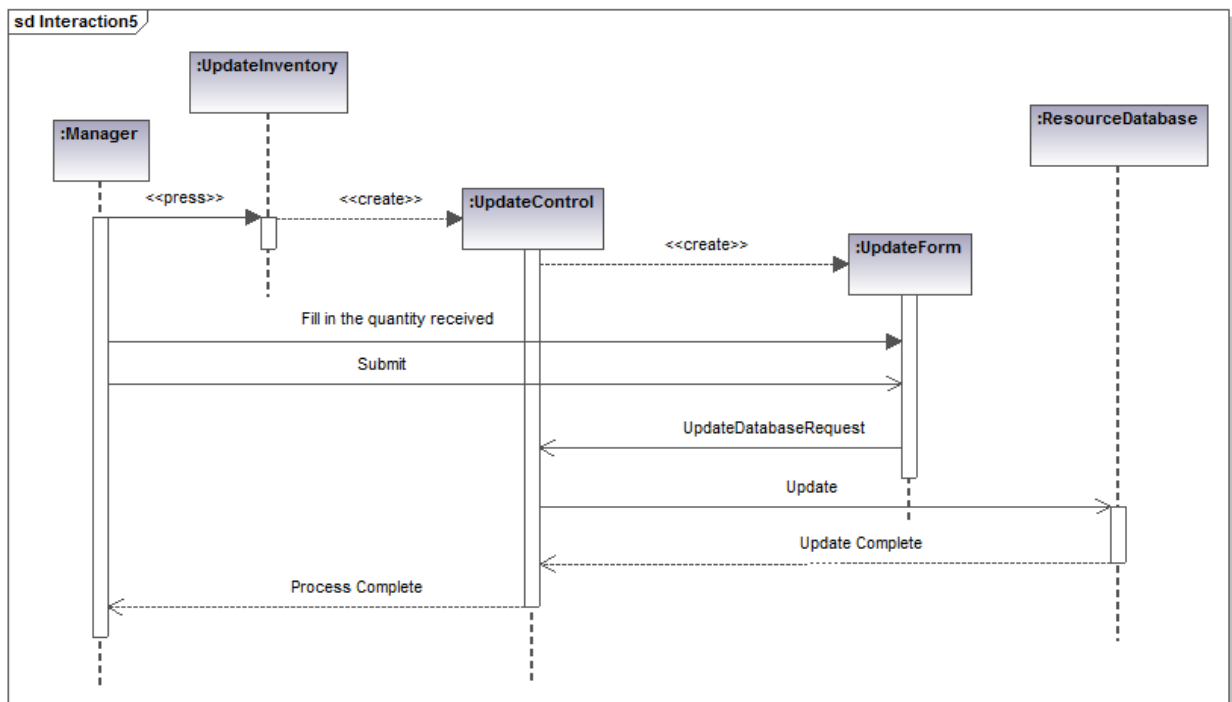 sd Interaction5
:UpdateInventory
:ResourceDatabase
:Manager
<<press>>
<<create>>
:UpdateControl
<<create>>
:UpdateForm
Fill in the quantity received
Submit
UpdateDatabaseRequest
Update
Update Complete
Process Complete